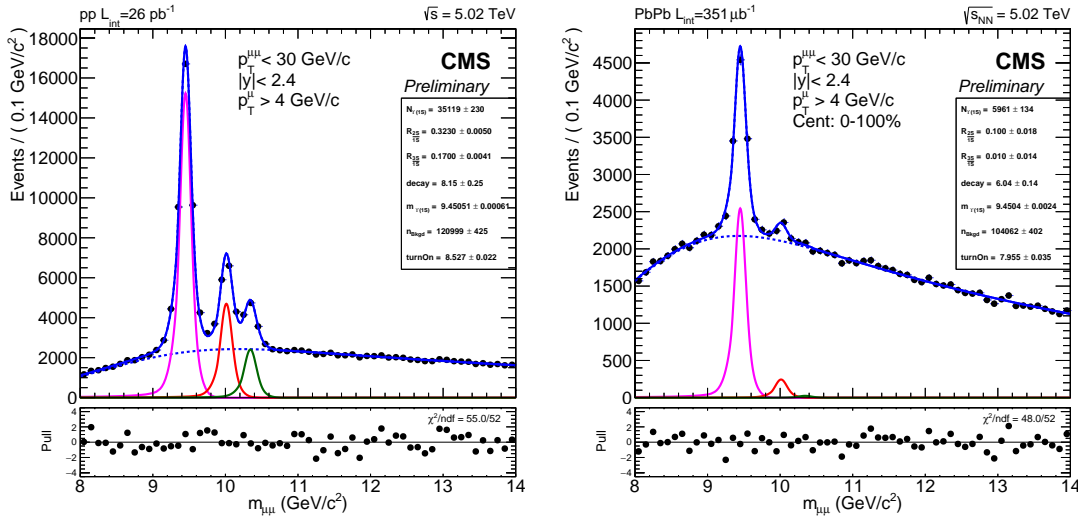 pp L_int=26 pb⁻¹ √s = 5.02 TeV
Events / ( 0.1 GeV/c² )
18000
16000
14000
12000
10000
8000
6000
4000
2000
0
p_T^μμ < 30 GeV/c
|y| < 2.4
p_T^μ > 4 GeV/c
CMS
Preliminary
N_ϒ(1S) = 35119 ± 230
R_2S/1S = 0.3230 ± 0.0050
R_3S/1S = 0.1700 ± 0.0041
decay = 8.15 ± 0.25
m_ϒ(1S) = 9.45051 ± 0.00061
n_Bkgd = 120999 ± 425
turnOn = 8.527 ± 0.022
Pull
4
2
0
−2
−4
χ²/ndf = 55.0/52
8 9 10 11 12 13 14
m_μμ (GeV/c²)
PbPb L_int=351 μb⁻¹ √s_NN = 5.02 TeV
Events / ( 0.1 GeV/c² )
4500
4000
3500
3000
2500
2000
1500
1000
500
0
p_T^μμ < 30 GeV/c
|y| < 2.4
p_T^μ > 4 GeV/c
Cent: 0-100%
CMS
Preliminary
N_ϒ(1S) = 5961 ± 134
R_2S/1S = 0.100 ± 0.018
R_3S/1S = 0.010 ± 0.014
decay = 6.04 ± 0.14
m_ϒ(1S) = 9.4504 ± 0.0024
n_Bkgd = 104062 ± 402
turnOn = 7.955 ± 0.035
Pull
4
2
0
−2
−4
χ²/ndf = 48.0/52
8 9 10 11 12 13 14
m_μμ (GeV/c²)